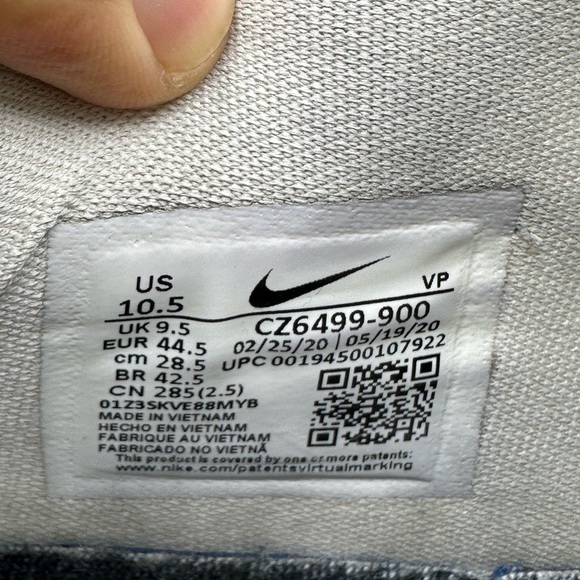 US
VP
10.5
UK 9.5
CZ6499-900
EUR 44.5
02/25/20 | 05/19/20
cm 28.5
UPC 00194500107922
BR 42.5
CN 285(2.5)
01Z3SKVE88MYB
MADE IN VIETNAM
HECHO EN VIETNAM
FABRIQUE AU VIETNAM
FABRICADO NO VIETNÃ
This product is covered by one or more patents:
www.nike.com/patentsvirtualmarking